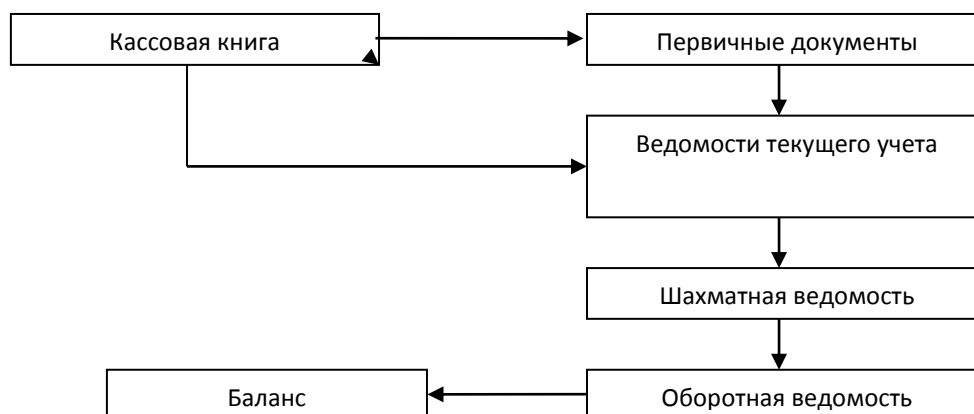 Кассовая книга
Первичные документы
Ведомости текущего учета
Шахматная ведомость
Баланс
Оборотная ведомость